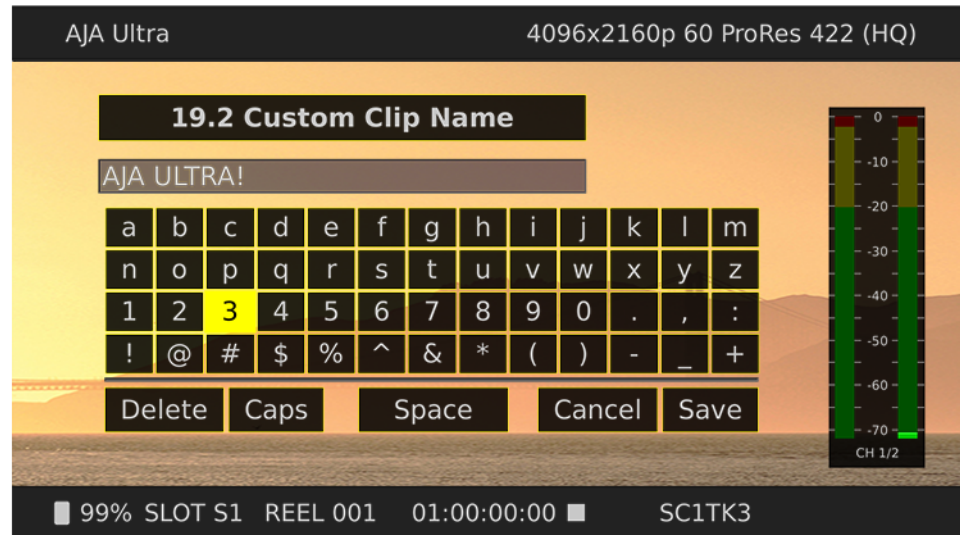 AJA Ultra 4096x2160p 60 ProRes 422 (HQ)
19.2 Custom Clip Name
AJA ULTRA!
a b c d e f g h i j k l m
n o p q r s t u v w x y z
1 2 3 4 5 6 7 8 9 0 . , :
! @ # $ % ^ & * ( ) - _ +
Delete Caps Space Cancel Save
0
-10
-20
-30
-40
-50
-60
-70
CH 1/2
99% SLOT S1 REEL 001 01:00:00:00 SC1TK3